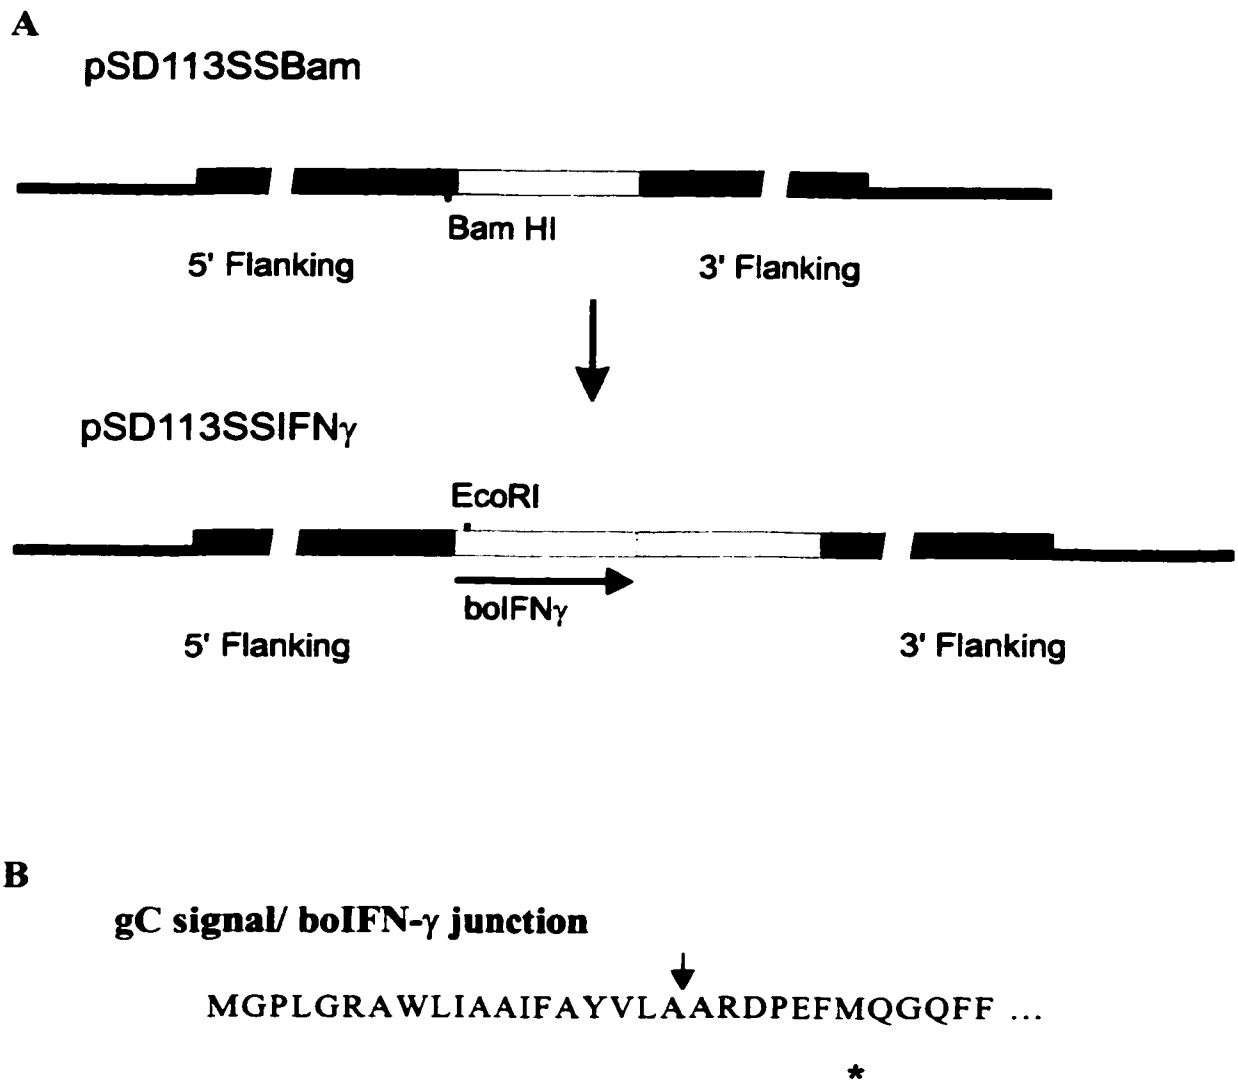 A
pSD113SSBam
Bam HI
5' Flanking
3' Flanking
pSD113SSIFNγ
EcoRI
boIFNγ
5' Flanking
3' Flanking
B
gC signal/ boIFN-γ junction
MGPLGRAWLIAAIFAYVLAARDPEFMQGQFF ...
*